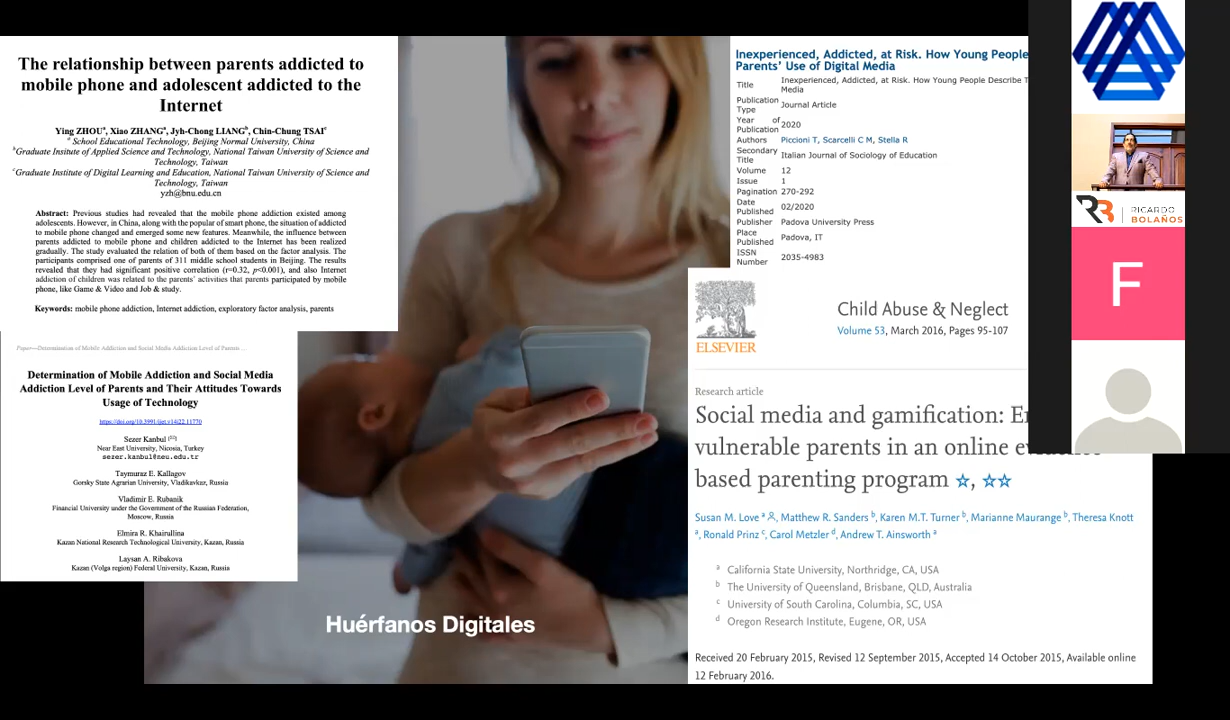 The relationship between parents addicted to
mobile phone and adolescent addicted to the
Internet
Ying ZHOUª, Xiao ZHANGª, Jyh-Chong LIANGᵇ, Chin-Chung TSAIᶜ
ª School Educational Technology, Beijing Normal University, China
ᵇGraduate Insitute of Applied Science and Technology, National Taiwan University of Science and
Technology, Taiwan
ᶜGraduate Institute of Digital Learning and Education, National Taiwan University of Science and
Technology, Taiwan
yzh@bnu.edu.cn
Abstract: Previous studies had revealed that the mobile phone addiction existed among
adolescents. However, in China, along with the popular of smart phone, the situation of addicted
to mobile phone changed and emerged some new features. Meanwhile, the influence between
parents addicted to mobile phone and children addicted to the Internet has been realized
gradually. The study evaluated the relation of both of them based on the factor analysis. The
participants comprised one of parents of 311 middle school students in Beijing. The results
revealed that they had significant positive correlation (r=0.32, p<0.001), and also Internet
addiction of children was related to the parents' activities that parents participated by mobile
phone, like Game & Video and Job & study.
Keywords: mobile phone addiction, Internet addiction, exploratory factor analysis, parents
Paper—Determination of Mobile Addiction and Social Media Addiction Level of Parents ...
Determination of Mobile Addiction and Social Media
Addiction Level of Parents and Their Attitudes Towards
Usage of Technology
https://doi.org/10.3991/ijet.v14i22.11770
Sezer Kanbul
Near East University, Nicosia, Turkey
sezer.kanbul@neu.edu.tr
Taymuraz E. Kallagov
Gorsky State Agrarian University, Vladikavkaz, Russia
Vladimir E. Rubanik
Financial University under the Government of the Russian Federation,
Moscow, Russia
Elmira R. Khairullina
Kazan National Research Technological University, Kazan, Russia
Laysan A. Ribakova
Kazan (Volga region) Federal University, Kazan, Russia
Huérfanos Digitales
Inexperienced, Addicted, at Risk. How Young People
Parents' Use of Digital Media
Title Inexperienced, Addicted, at Risk. How Young People Describe
Media
Publication Type Journal Article
Year of Publication 2020
Authors Piccioni T, Scarcelli C M, Stella R
Secondary Title Italian Journal of Sociology of Education
Volume 12
Issue 1
Pagination 270-292
Date Published 02/2020
Publisher Padova University Press
Place Published Padova, IT
ISSN Number 2035-4983
ELSEVIER
Child Abuse & Neglect
Volume 53, March 2016, Pages 95-107
Research article
Social media and gamification:
vulnerable parents in an online
based parenting program ☆, ☆☆
Susan M. Love ª, Matthew R. Sanders ᵇ, Karen M.T. Turner ᵇ, Marianne Maurange ᵇ, Theresa Knott
ª, Ronald Prinz ᶜ, Carol Metzler ᵈ, Andrew T. Ainsworth ª
a California State University, Northridge, CA, USA
b The University of Queensland, Brisbane, QLD, Australia
c University of South Carolina, Columbia, SC, USA
d Oregon Research Institute, Eugene, OR, USA
Received 20 February 2015, Revised 12 September 2015, Accepted 14 October 2015, Available online
12 February 2016.
RICARDO
BOLAÑOS
F